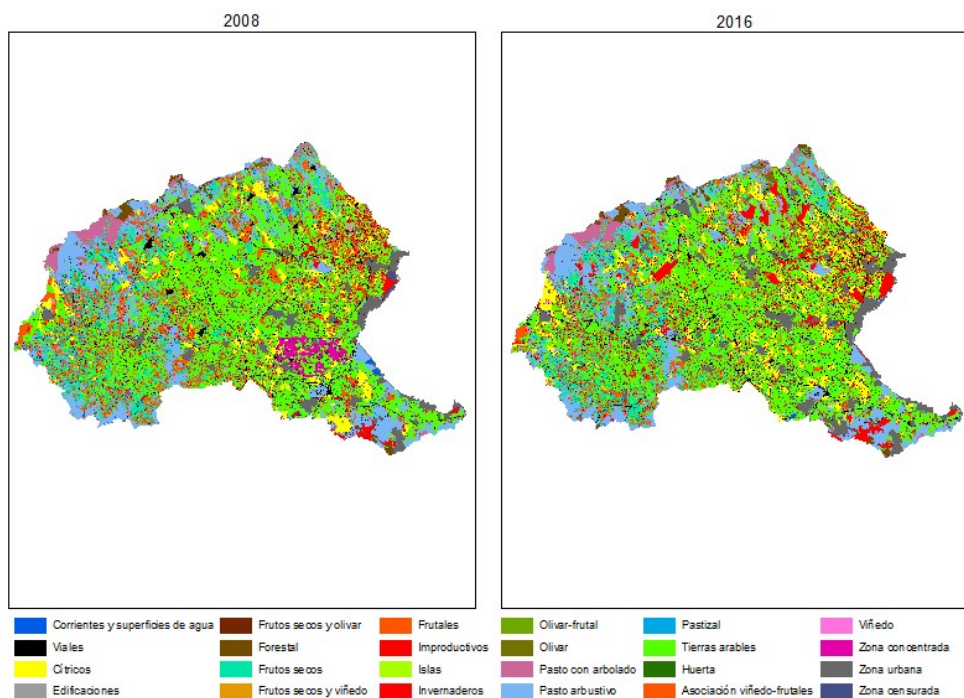 2008
2016
Corrientes y superficies de agua
Viales
Cítricos
Edificaciones
Frutos secos y olivar
Forestal
Frutos secos
Frutos secos y viñedo
Frutales
Improductivos
Islas
Invernaderos
Olivar-frutal
Olivar
Pasto con arbolado
Pasto arbustivo
Pastizal
Tierras arables
Huerta
Asociación viñedo-frutales
Viñedo
Zona concentrada
Zona urbana
Zona censurada